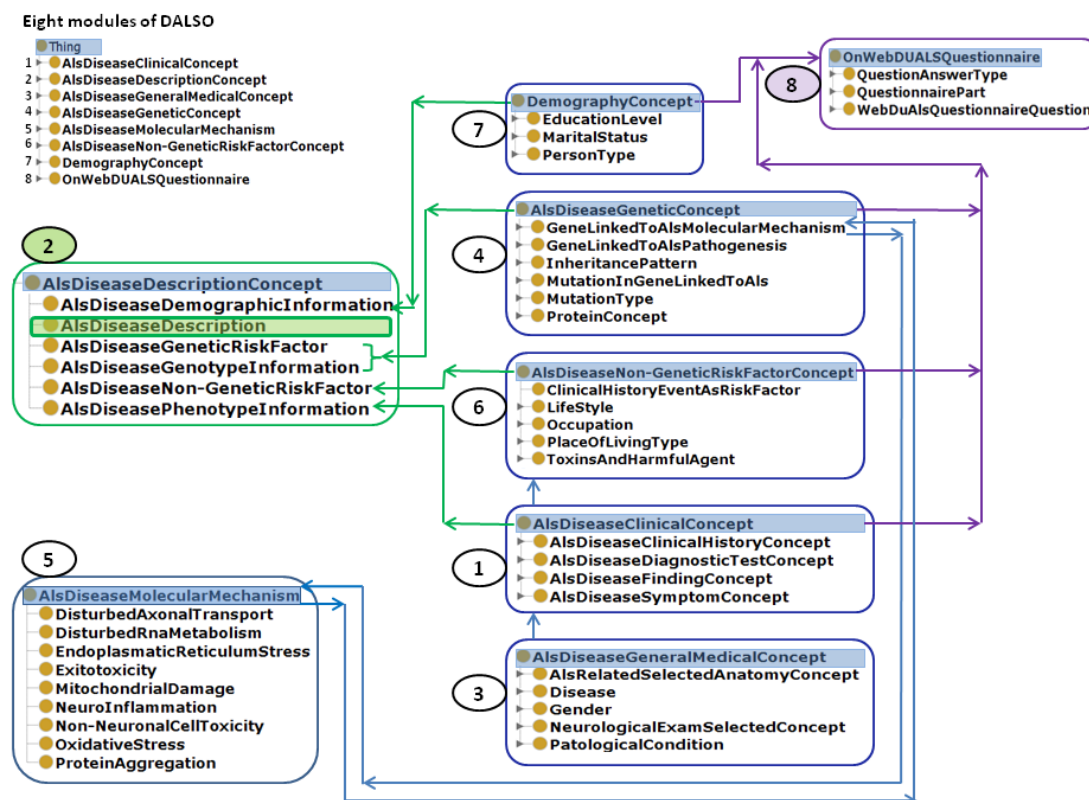 Eight modules of DALSO
Thing
1 AlsDiseaseClinicalConcept
2 AlsDiseaseDescriptionConcept
3 AlsDiseaseGeneralMedicalConcept
4 AlsDiseaseGeneticConcept
5 AlsDiseaseMolecularMechanism
6 AlsDiseaseNon-GeneticRiskFactorConcept
7 DemographyConcept
8 OnWebDUALSQuestionnaire
2
AlsDiseaseDescriptionConcept
AlsDiseaseDemographicInformation
AlsDiseaseDescription
AlsDiseaseGeneticRiskFactor
AlsDiseaseGenotypeInformation
AlsDiseaseNon-GeneticRiskFactor
AlsDiseasePhenotypeInformation
5
AlsDiseaseMolecularMechanism
DisturbedAxonalTransport
DisturbedRnaMetabolism
EndoplasmaticReticulumStress
Exitotoxicity
MitochondrialDamage
NeuroInflammation
Non-NeuronalCellToxicity
OxidativeStress
ProteinAggregation
7
DemographyConcept
EducationLevel
MaritalStatus
PersonType
4
AlsDiseaseGeneticConcept
GeneLinkedToAlsMolecularMechanism
GeneLinkedToAlsPathogenesis
InheritancePattern
MutationInGeneLinkedToAls
MutationType
ProteinConcept
6
AlsDiseaseNon-GeneticRiskFactorConcept
ClinicalHistoryEventAsRiskFactor
LifeStyle
Occupation
PlaceOfLivingType
ToxinsAndHarmfulAgent
1
AlsDiseaseClinicalConcept
AlsDiseaseClinicalHistoryConcept
AlsDiseaseDiagnosticTestConcept
AlsDiseaseFindingConcept
AlsDiseaseSymptomConcept
3
AlsDiseaseGeneralMedicalConcept
AlsRelatedSelectedAnatomyConcept
Disease
Gender
NeurologicalExamSelectedConcept
PatologicalCondition
8
OnWebDUALSQuestionnaire
QuestionAnswerType
QuestionnairePart
WebDuAlsQuestionnaireQuestion